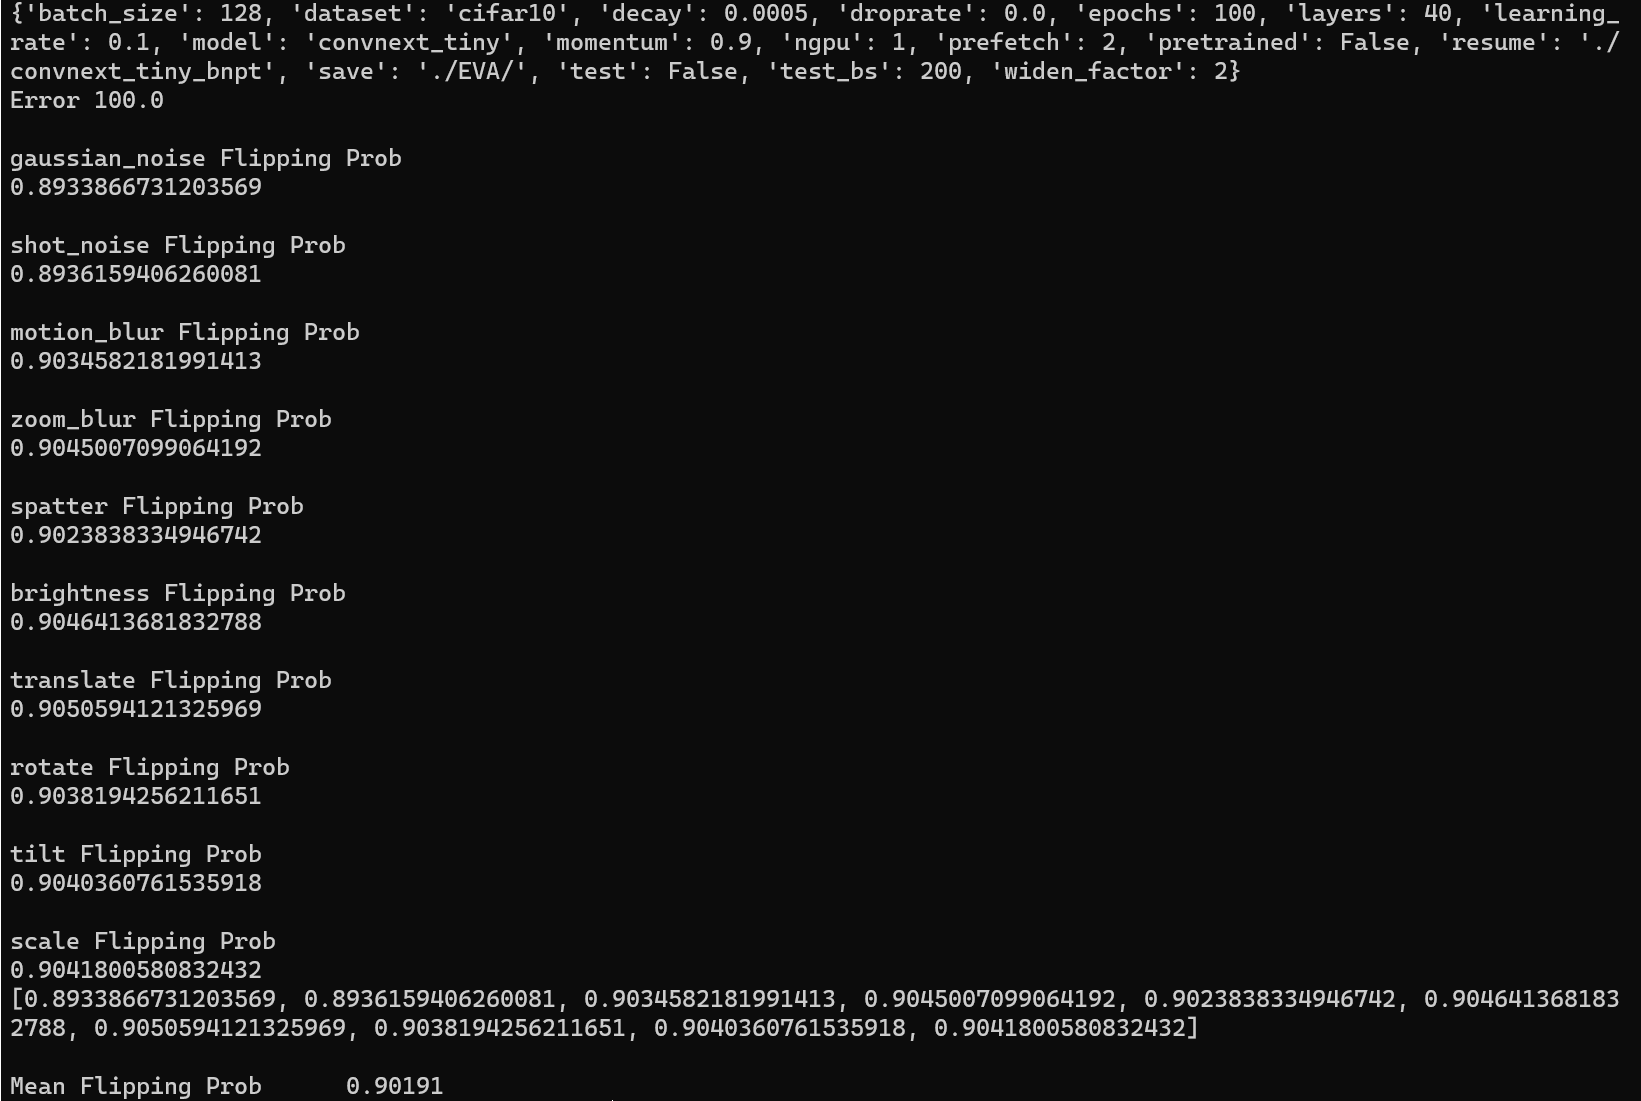 {'batch_size': 128, 'dataset': 'cifar10', 'decay': 0.0005, 'droprate': 0.0, 'epochs': 100, 'layers': 40, 'learning_
rate': 0.1, 'model': 'convnext_tiny', 'momentum': 0.9, 'ngpu': 1, 'prefetch': 2, 'pretrained': False, 'resume': './
convnext_tiny_bnpt', 'save': './EVA/', 'test': False, 'test_bs': 200, 'widen_factor': 2}
Error 100.0
gaussian_noise Flipping Prob
0.8933866731203569
shot_noise Flipping Prob
0.8936159406260081
motion_blur Flipping Prob
0.9034582181991413
zoom_blur Flipping Prob
0.9045007099064192
spatter Flipping Prob
0.9023838334946742
brightness Flipping Prob
0.9046413681832788
translate Flipping Prob
0.9050594121325969
rotate Flipping Prob
0.9038194256211651
tilt Flipping Prob
0.9040360761535918
scale Flipping Prob
0.9041800580832432
[0.8933866731203569, 0.8936159406260081, 0.9034582181991413, 0.9045007099064192, 0.9023838334946742, 0.904641368183
2788, 0.9050594121325969, 0.9038194256211651, 0.9040360761535918, 0.9041800580832432]
Mean Flipping Prob      0.90191